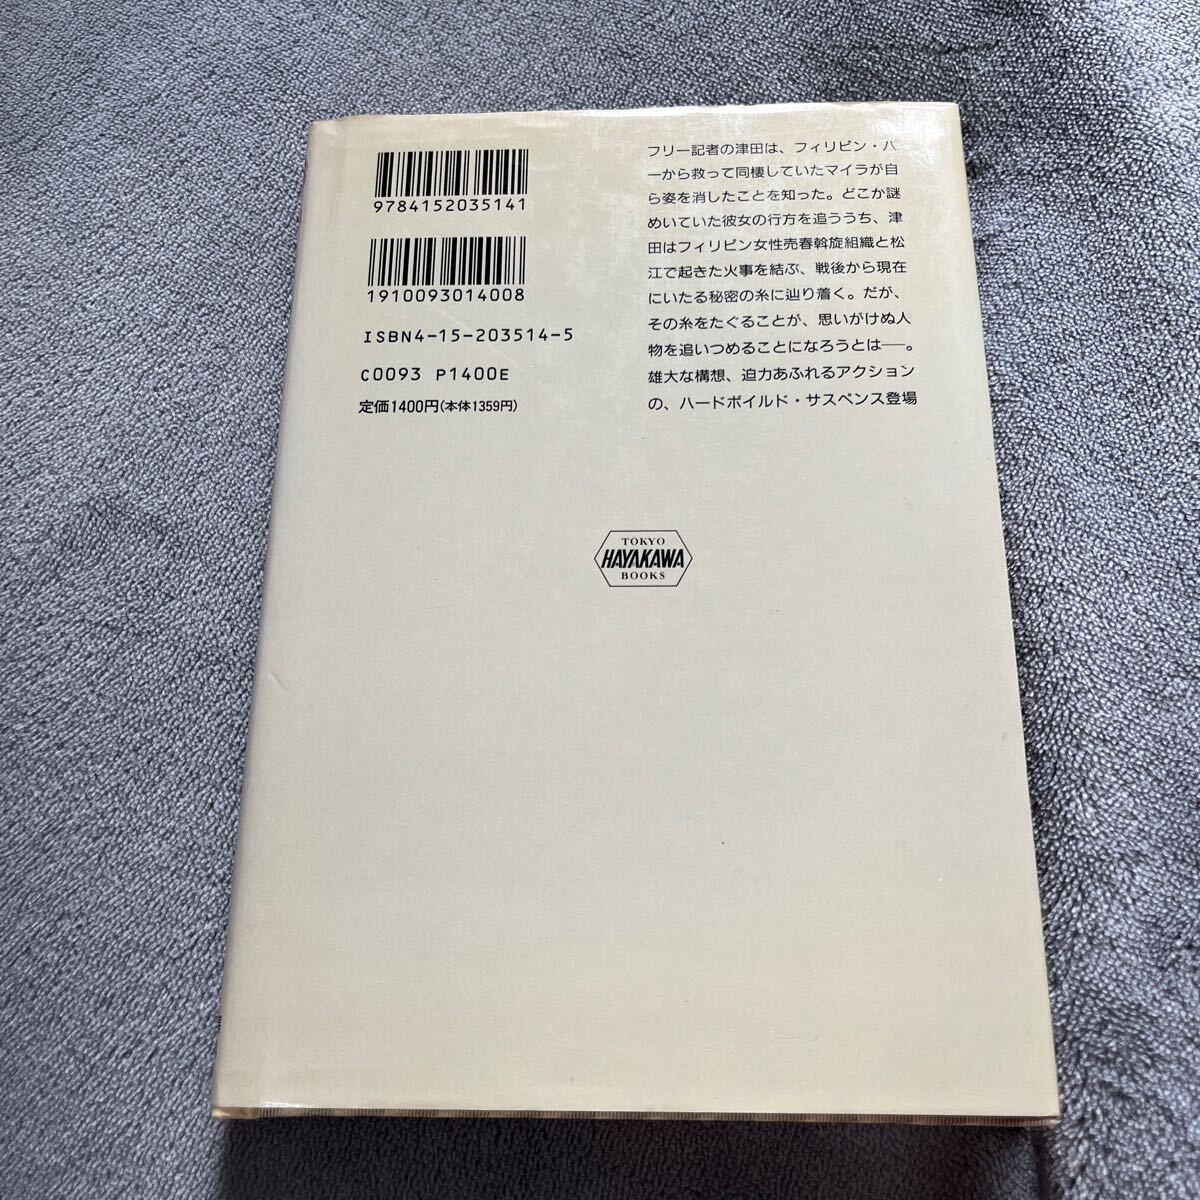 9784152035141
1910093014008
ISBN4-15-203514-5
C0093 P1400E
定価1400円(本体1359円)
フリー記者の津田は、フィリピン・バ
ーから救って同棲していたマイラが自
ら姿を消したことを知った。どこか謎
めいていた彼女の行方を追ううち、津
田はフィリピン女性売春斡旋組織と松
江で起きた火事を結ぶ、戦後から現在
にいたる秘密の糸に辿り着く。だが、
その糸をたぐることが、思いがけぬ人
物を追いつめることになろうとは──。
雄大な構想、迫力あふれるアクション
の、ハードボイルド・サスペンス登場
TOKYO
HAYAKAWA
BOOKS